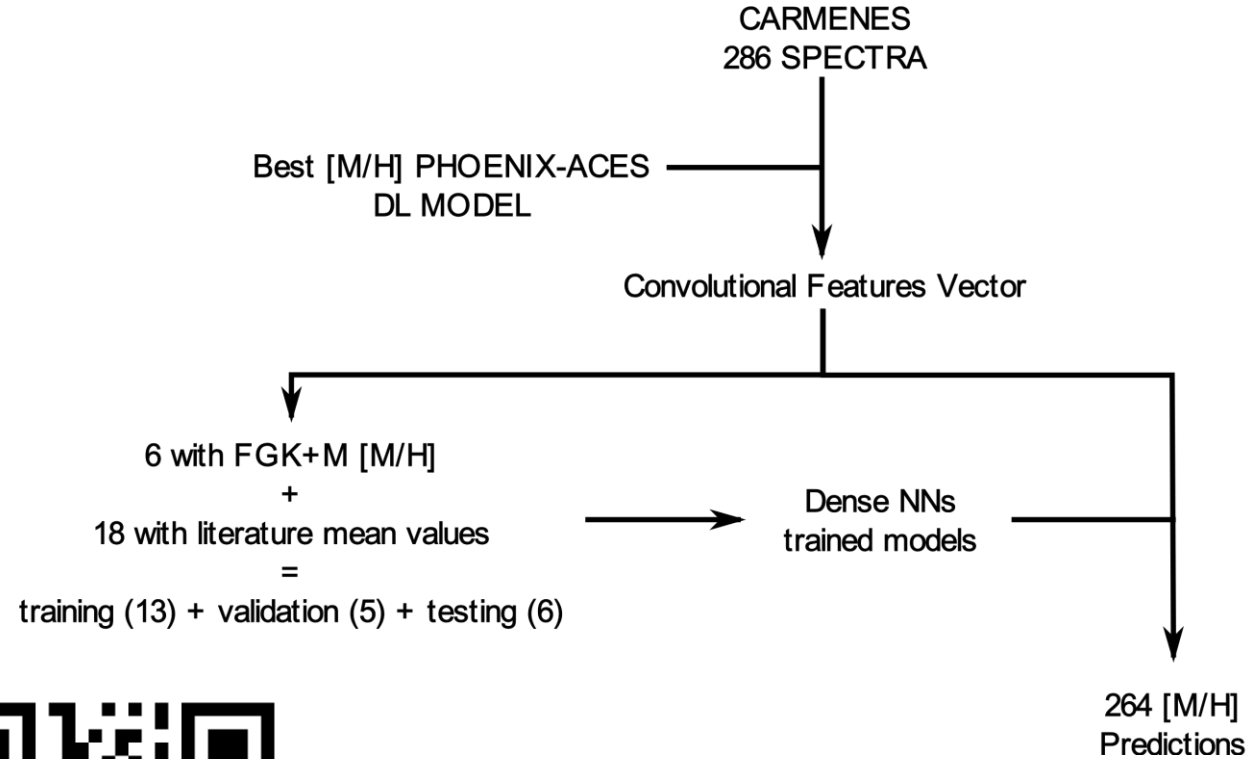 CARMENES
286 SPECTRA
Best [M/H] PHOENIX-ACES
DL MODEL
Convolutional Features Vector
6 with FGK+M [M/H]
+
18 with literature mean values
=
training (13) + validation (5) + testing (6)
Dense NNs
trained models
264 [M/H]
Predictions